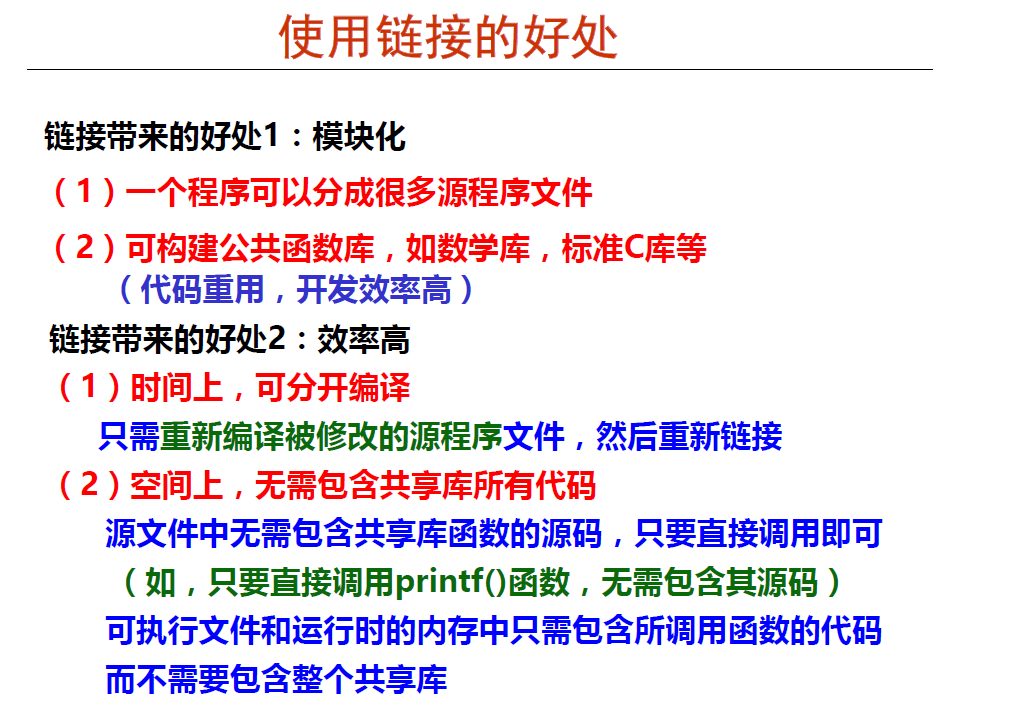 使用链接的好处
链接带来的好处1：模块化
（1）一个程序可以分成很多源程序文件
（2）可构建公共函数库，如数学库，标准C库等
（代码重用，开发效率高）
链接带来的好处2：效率高
（1）时间上，可分开编译
只需重新编译被修改的源程序文件，然后重新链接
（2）空间上，无需包含共享库所有代码
源文件中无需包含共享库函数的源码，只要直接调用即可
（如，只要直接调用printf()函数，无需包含其源码）
可执行文件和运行时的内存中只需包含所调用函数的代码
而不需要包含整个共享库